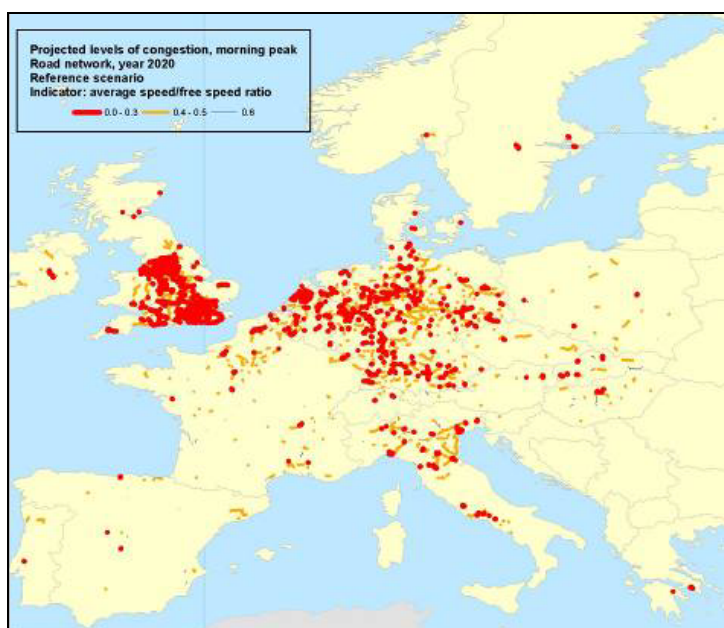 Projected levels of congestion, morning peak
Road network, year 2020
Reference scenario
Indicator: average speed/free speed ratio
0.0 - 0.3 0.4 - 0.5 0.6